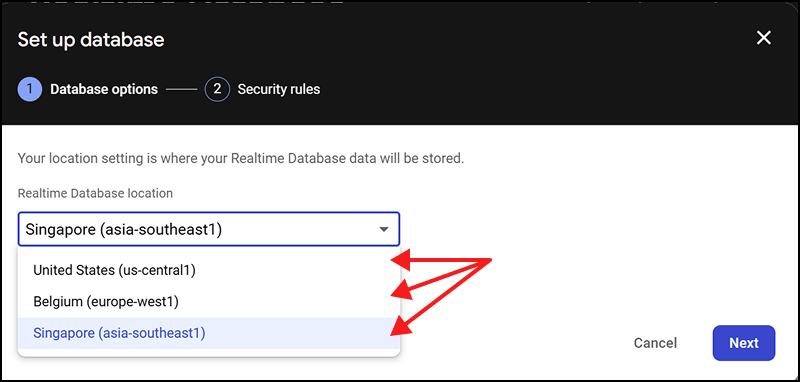 Set up database
1 Database options
2 Security rules
Your location setting is where your Realtime Database data will be stored.
Realtime Database location
Singapore (asia-southeast1)
United States (us-central1)
Belgium (europe-west1)
Singapore (asia-southeast1)
Cancel
Next